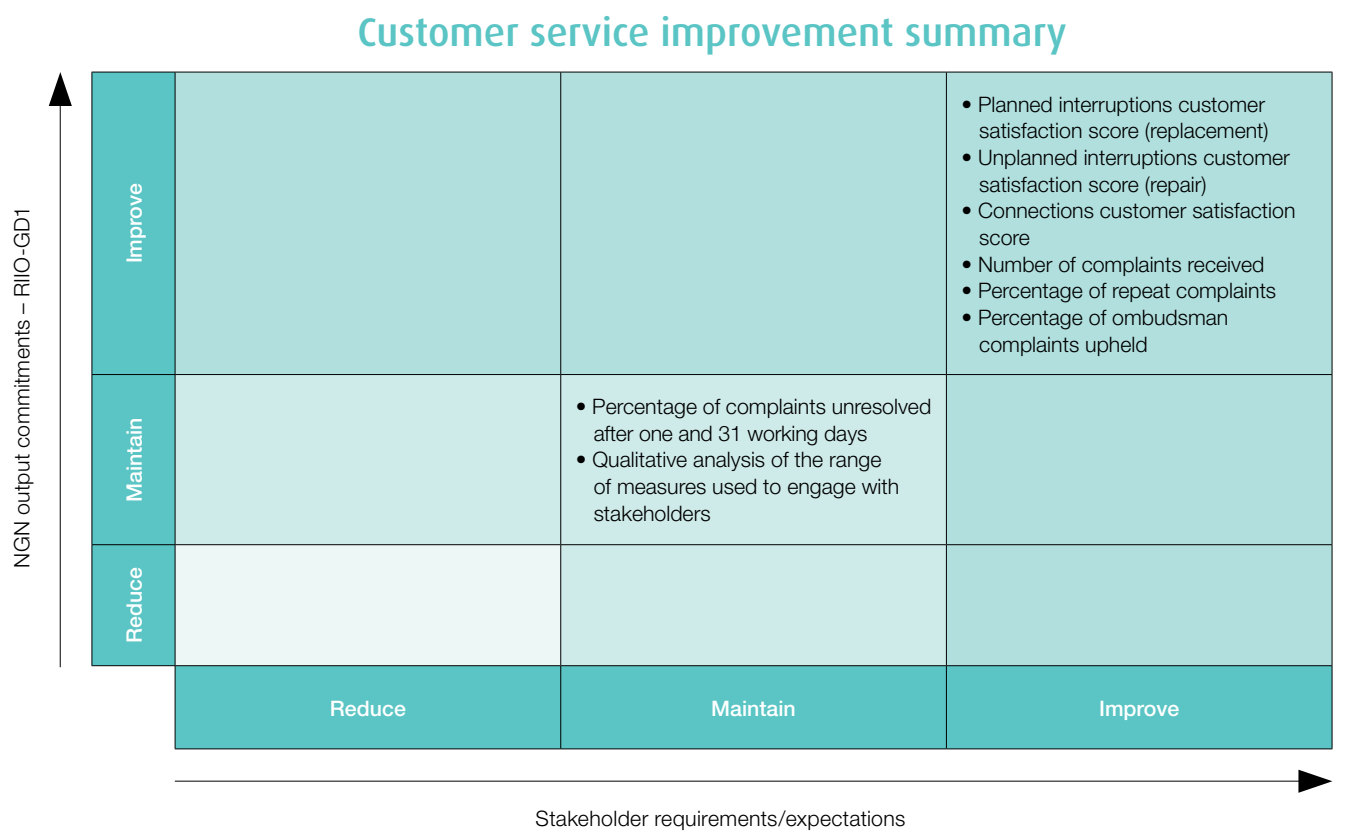 Customer service improvement summary
NGN output commitments – RIIO-GD1
Improve
• Planned interruptions customer
satisfaction score (replacement)
• Unplanned interruptions customer
satisfaction score (repair)
• Connections customer satisfaction
score
• Number of complaints received
• Percentage of repeat complaints
• Percentage of ombudsman
complaints upheld
Maintain
• Percentage of complaints unresolved
after one and 31 working days
• Qualitative analysis of the range
of measures used to engage with
stakeholders
Reduce
Reduce
Maintain
Improve
Stakeholder requirements/expectations